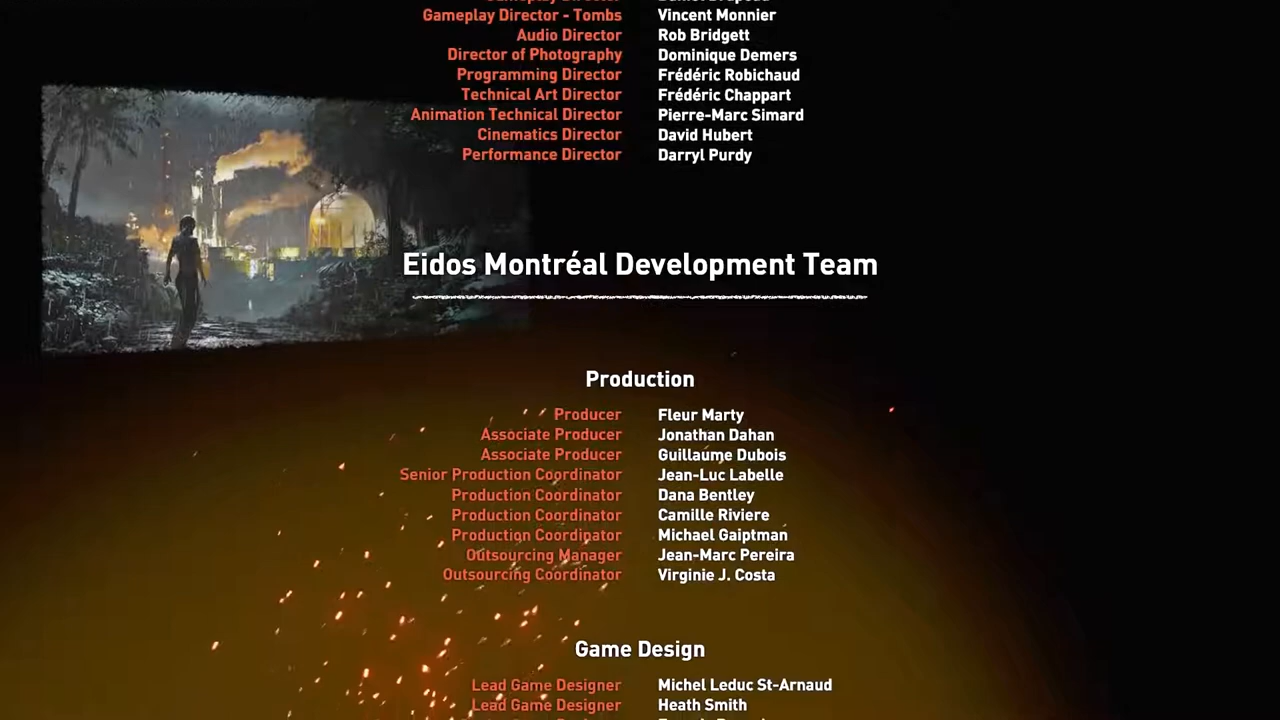 Gameplay Director - Tombs Vincent Monnier
Audio Director Rob Bridgett
Director of Photography Dominique Demers
Programming Director Frédéric Robichaud
Technical Art Director Frédéric Chappart
Animation Technical Director Pierre-Marc Simard
Cinematics Director David Hubert
Performance Director Darryl Purdy
Eidos Montréal Development Team
Production
Producer Fleur Marty
Associate Producer Jonathan Dahan
Associate Producer Guillaume Dubois
Senior Production Coordinator Jean-Luc Labelle
Production Coordinator Dana Bentley
Production Coordinator Camille Riviere
Production Coordinator Michael Gaiptman
Outsourcing Manager Jean-Marc Pereira
Outsourcing Coordinator Virginie J. Costa
Game Design
Lead Game Designer Michel Leduc St-Arnaud
Lead Game Designer Heath Smith